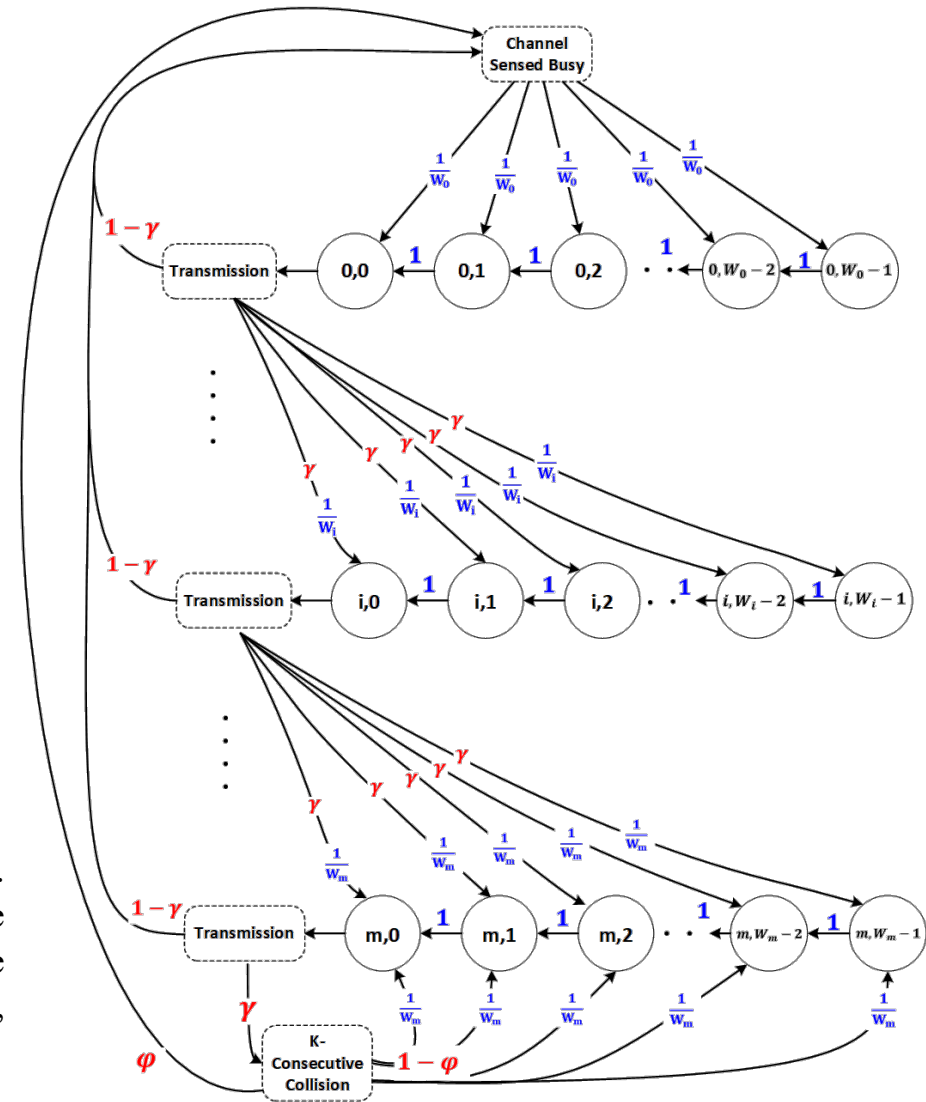 Channel
Sensed Busy
1/W₀ 1/W₀ 1/W₀ 1/W₀ 1/W₀
1 − γ
Transmission
0,0 1 0,1 1 0,2 . . 1 0, W₀ − 2 1 0, W₀ − 1
γ γ γ γ γ
1/Wᵢ 1/Wᵢ 1/Wᵢ 1/Wᵢ 1/Wᵢ
1−γ
Transmission
i,0 1 i,1 1 i,2 . . 1 i, Wᵢ − 2 1 i, Wᵢ − 1
γ γ γ γ γ
1/Wₘ 1/Wₘ 1/Wₘ 1/Wₘ 1/Wₘ
1−γ
Transmission
m,0 1 m,1 1 m,2 . . 1 m, Wₘ − 2 1 m, Wₘ − 1
γ
1/Wₘ 1/Wₘ 1/Wₘ 1/Wₘ 1/Wₘ
φ
K-
Consecutive
Collision
1 − φ